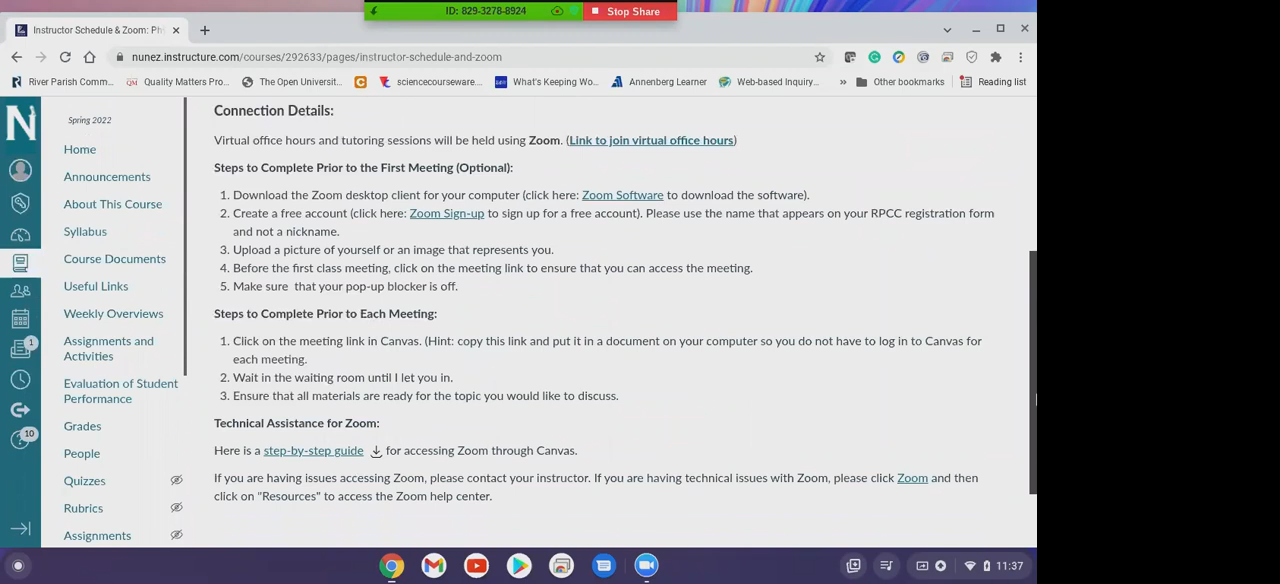 ID: 829-3278-8924
Stop Share
Instructor Schedule & Zoom: Ph
nunez.instructure.com/courses/292633/pages/instructor-schedule-and-zoom
River Parish Comm...
QM
Quality Matters Pro...
The Open Universit...
sciencecourseware...
What's Keeping Wo...
Annenberg Learner
Web-based Inquiry...
»
Other bookmarks
Reading list
N
Spring 2022
Home
Announcements
About This Course
Syllabus
Course Documents
Useful Links
Weekly Overviews
Assignments and
Activities
Evaluation of Student
Performance
Grades
People
Quizzes
Rubrics
Assignments
1
10
Connection Details:
Virtual office hours and tutoring sessions will be held using Zoom. (Link to join virtual office hours)
Steps to Complete Prior to the First Meeting (Optional):
1. Download the Zoom desktop client for your computer (click here: Zoom Software to download the software).
2. Create a free account (click here: Zoom Sign-up to sign up for a free account). Please use the name that appears on your RPCC registration form
and not a nickname.
3. Upload a picture of yourself or an image that represents you.
4. Before the first class meeting, click on the meeting link to ensure that you can access the meeting.
5. Make sure that your pop-up blocker is off.
Steps to Complete Prior to Each Meeting:
1. Click on the meeting link in Canvas. (Hint: copy this link and put it in a document on your computer so you do not have to log in to Canvas for
each meeting.
2. Wait in the waiting room until I let you in.
3. Ensure that all materials are ready for the topic you would like to discuss.
Technical Assistance for Zoom:
Here is a step-by-step guide for accessing Zoom through Canvas.
If you are having issues accessing Zoom, please contact your instructor. If you are having technical issues with Zoom, please click Zoom and then
click on "Resources" to access the Zoom help center.
11:37